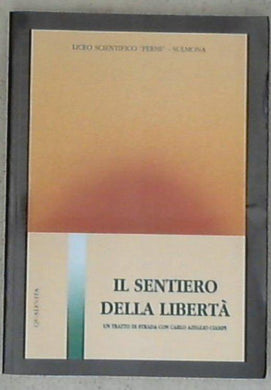 LICEO SCIENTIFICO "FERMI" - SULMONA
IL SENTIERO
DELLA LIBERTÀ
UN TRATTO DI STRADA CON CARLO AZEGLIO CIAMPI
QUALEVITA